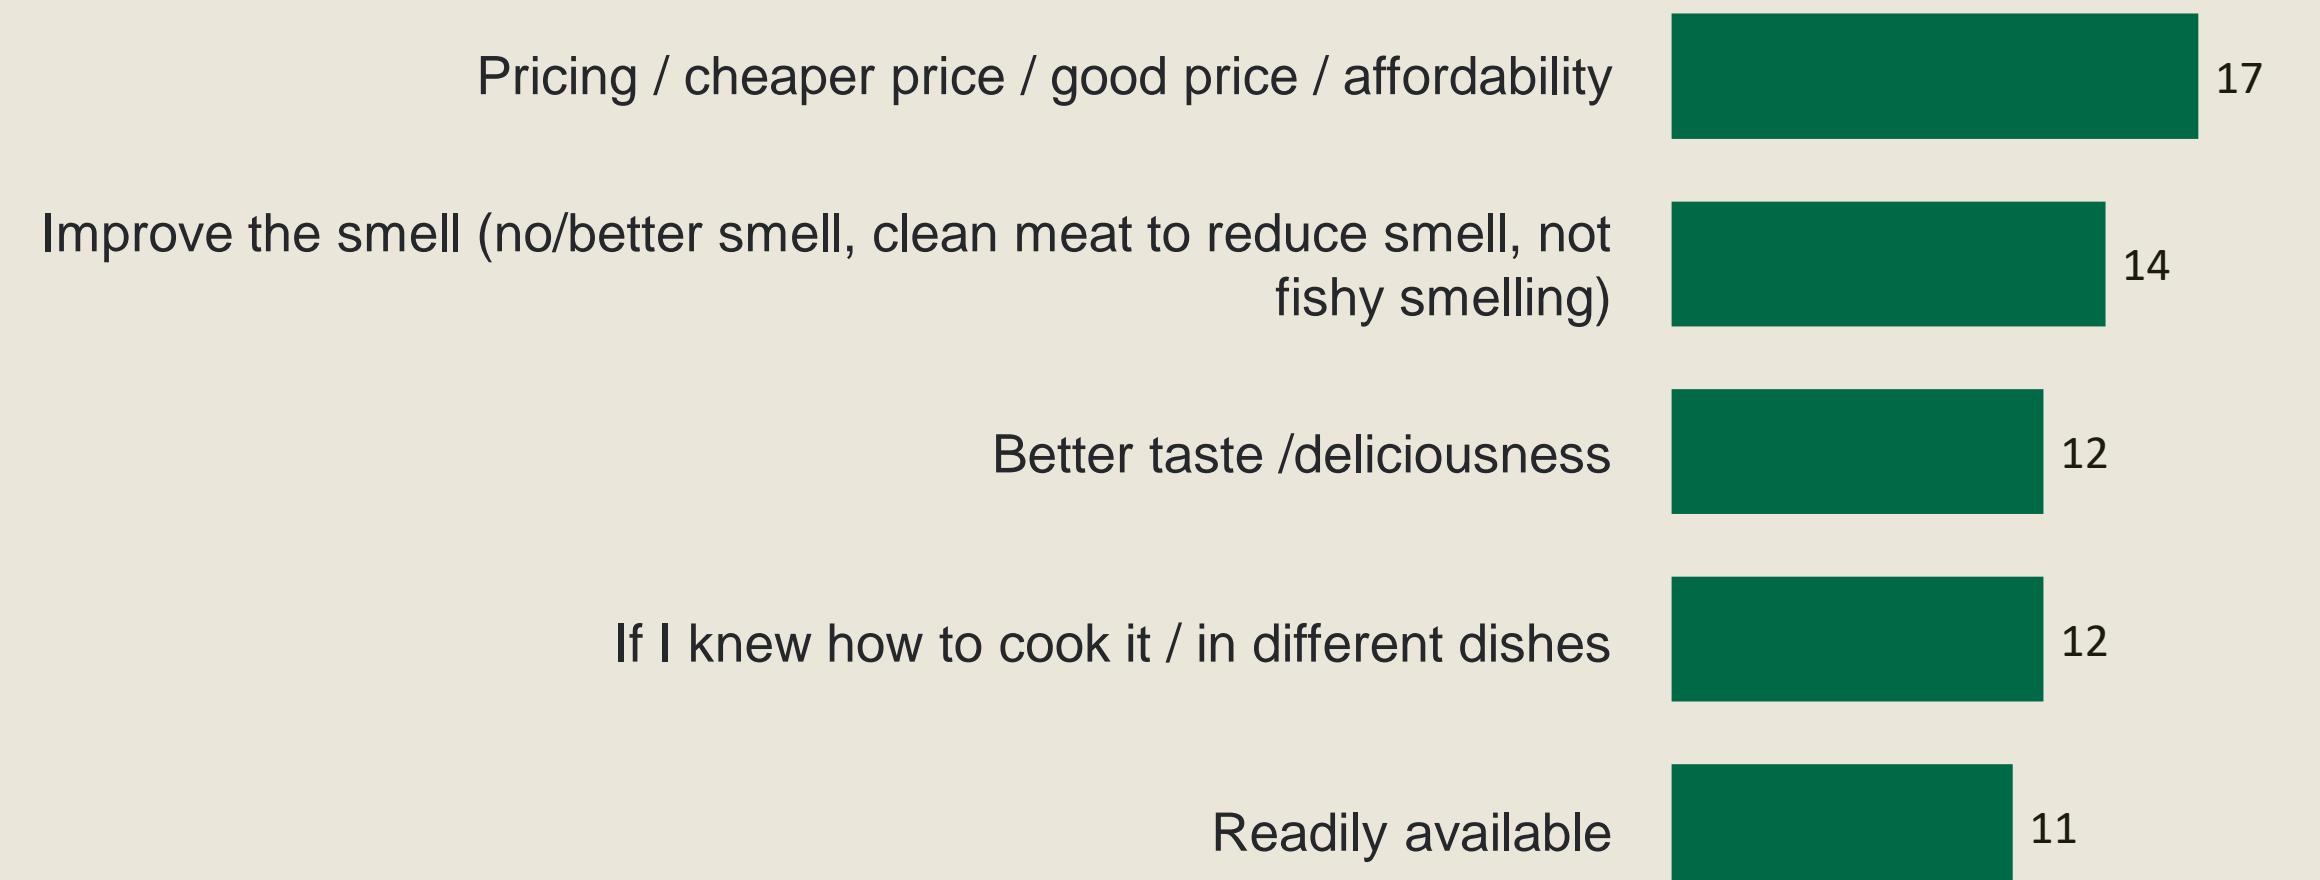 Pricing / cheaper price / good price / affordability
17
Improve the smell (no/better smell, clean meat to reduce smell, not
fishy smelling)
14
Better taste /deliciousness
12
If I knew how to cook it / in different dishes
12
Readily available
11